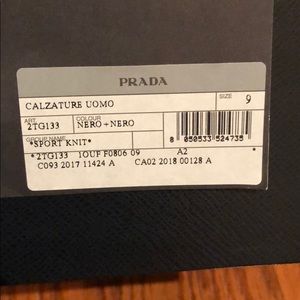 PRADA
CALZATURE UOMO
SIZE 9
ART. COLOUR
2TG133 NERO+NERO
GROUP NAME
*SPORT KNIT*
8 050533 524735
*2TG133 1OUF F0806 09 A2 *
C093 2017 11424 A CA02 2018 00128 A